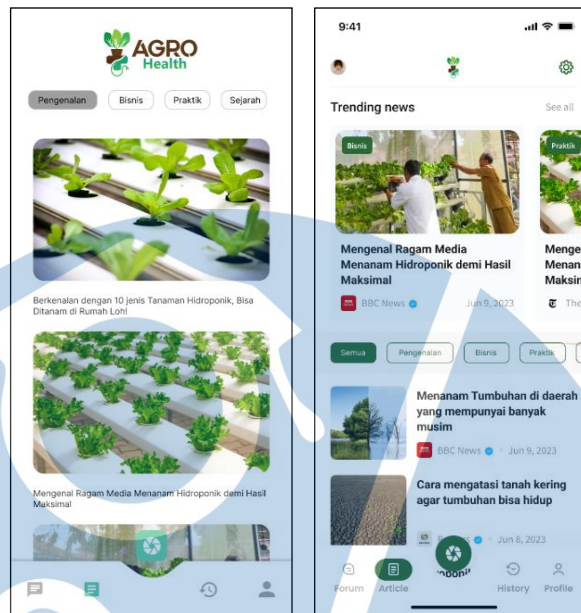 AGRO
Health
Pengenalan
Bisnis
Praktik
Sejarah
Berkenalan dengan 10 jenis Tanaman Hidroponik, Bisa
Ditanam di Rumah Loh!
Mengenal Ragam Media Menanam Hidroponik demi Hasil
Maksimal
9:41
Trending news
See all
Bisnis
Mengenal Ragam Media
Menanam Hidroponik demi Hasil
Maksimal
BBC News
Jun 9, 2023
Praktik
Menge
Menan
Maksin
The
Semua
Pengenalan
Bisnis
Praktik
Menanam Tumbuhan di daerah
yang mempunyai banyak
musim
BBC News
Jun 9, 2023
Cara mengatasi tanah kering
agar tumbuhan bisa hidup
Jun 8, 2023
Forum
Article
History
Profile